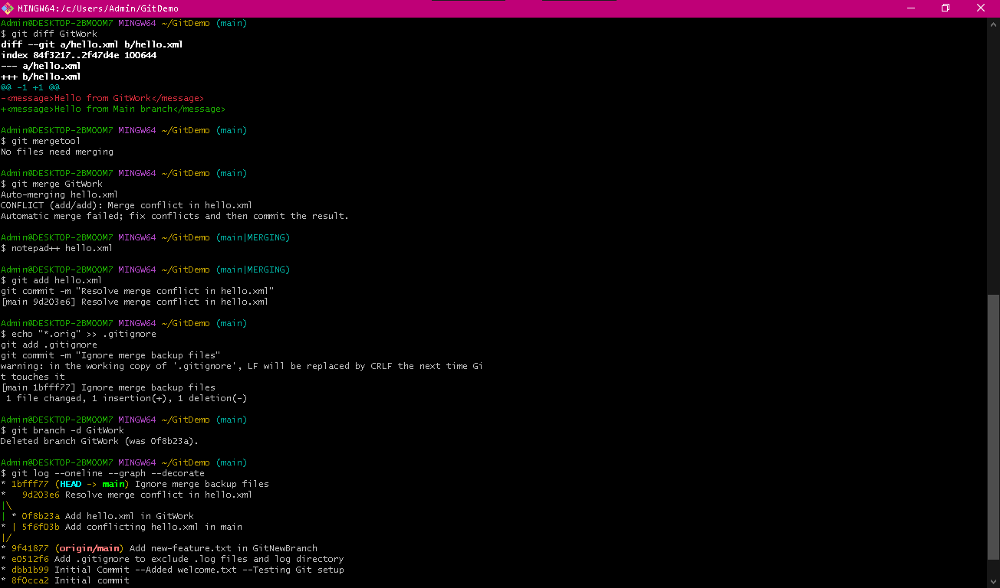 MINGW64:/c/Users/Admin/GitDemo
Admin@DESKTOP-2BMOOM7 MINGW64 ~/GitDemo (main)
$ git diff GitWork
diff --git a/hello.xml b/hello.xml
index 84f3217..2f47d4e 100644
--- a/hello.xml
+++ b/hello.xml
@@ -1 +1 @@
-<message>Hello from GitWork</message>
+<message>Hello from Main branch</message>
Admin@DESKTOP-2BMOOM7 MINGW64 ~/GitDemo (main)
$ git mergetool
No files need merging
Admin@DESKTOP-2BMOOM7 MINGW64 ~/GitDemo (main)
$ git merge GitWork
Auto-merging hello.xml
CONFLICT (add/add): Merge conflict in hello.xml
Automatic merge failed; fix conflicts and then commit the result.
Admin@DESKTOP-2BMOOM7 MINGW64 ~/GitDemo (main|MERGING)
$ notepad++ hello.xml
Admin@DESKTOP-2BMOOM7 MINGW64 ~/GitDemo (main|MERGING)
$ git add hello.xml
git commit -m "Resolve merge conflict in hello.xml"
[main 9d203e6] Resolve merge conflict in hello.xml
Admin@DESKTOP-2BMOOM7 MINGW64 ~/GitDemo (main)
$ echo "*.orig" >> .gitignore
git add .gitignore
git commit -m "Ignore merge backup files"
warning: in the working copy of '.gitignore', LF will be replaced by CRLF the next time Gi
t touches it
[main 1bfff77] Ignore merge backup files
 1 file changed, 1 insertion(+), 1 deletion(-)
Admin@DESKTOP-2BMOOM7 MINGW64 ~/GitDemo (main)
$ git branch -d GitWork
Deleted branch GitWork (was 0f8b23a).
Admin@DESKTOP-2BMOOM7 MINGW64 ~/GitDemo (main)
$ git log --oneline --graph --decorate
* 1bfff77 (HEAD -> main) Ignore merge backup files
*   9d203e6 Resolve merge conflict in hello.xml
|\
| * 0f8b23a Add hello.xml in GitWork
* | 5f6f03b Add conflicting hello.xml in main
|/
* 9f41877 (origin/main) Add new-feature.txt in GitNewBranch
* e0512f6 Add .gitignore to exclude .log files and log directory
* dbb1b99 Initial Commit --Added welcome.txt --Testing Git setup
* 8f0cca2 Initial commit